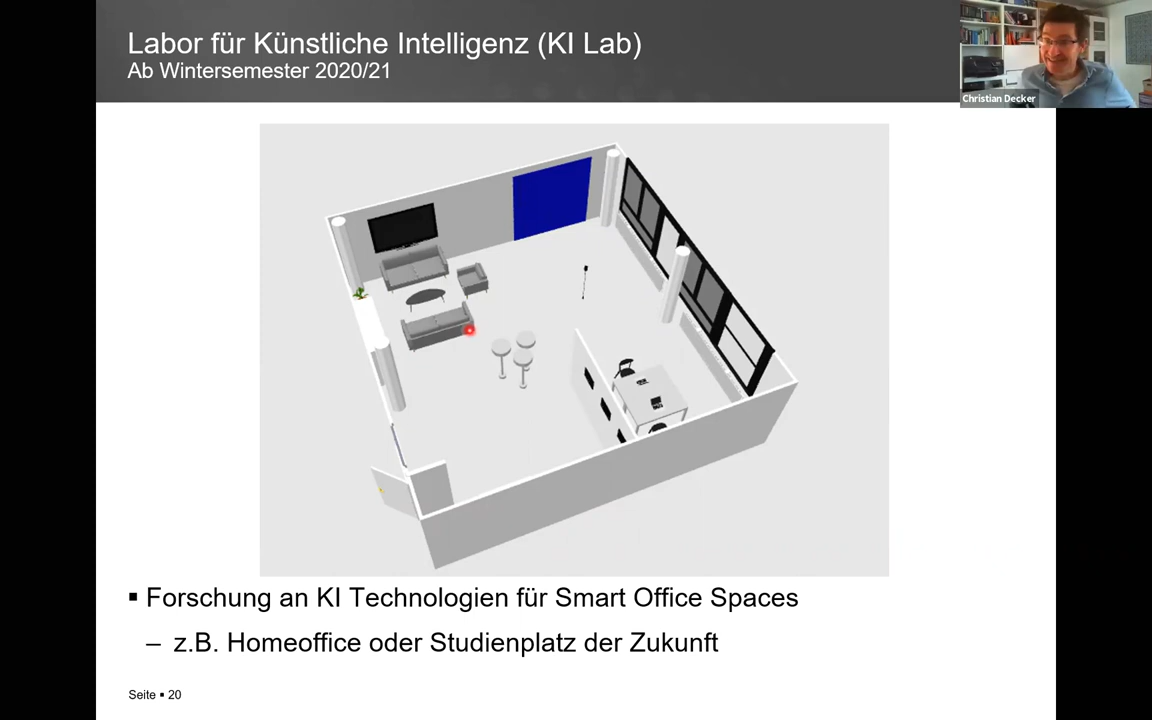 Labor für Künstliche Intelligenz (KI Lab)
Ab Wintersemester 2020/21
Christian Decker
▪ Forschung an KI Technologien für Smart Office Spaces
– z.B. Homeoffice oder Studienplatz der Zukunft
Seite ▪ 20